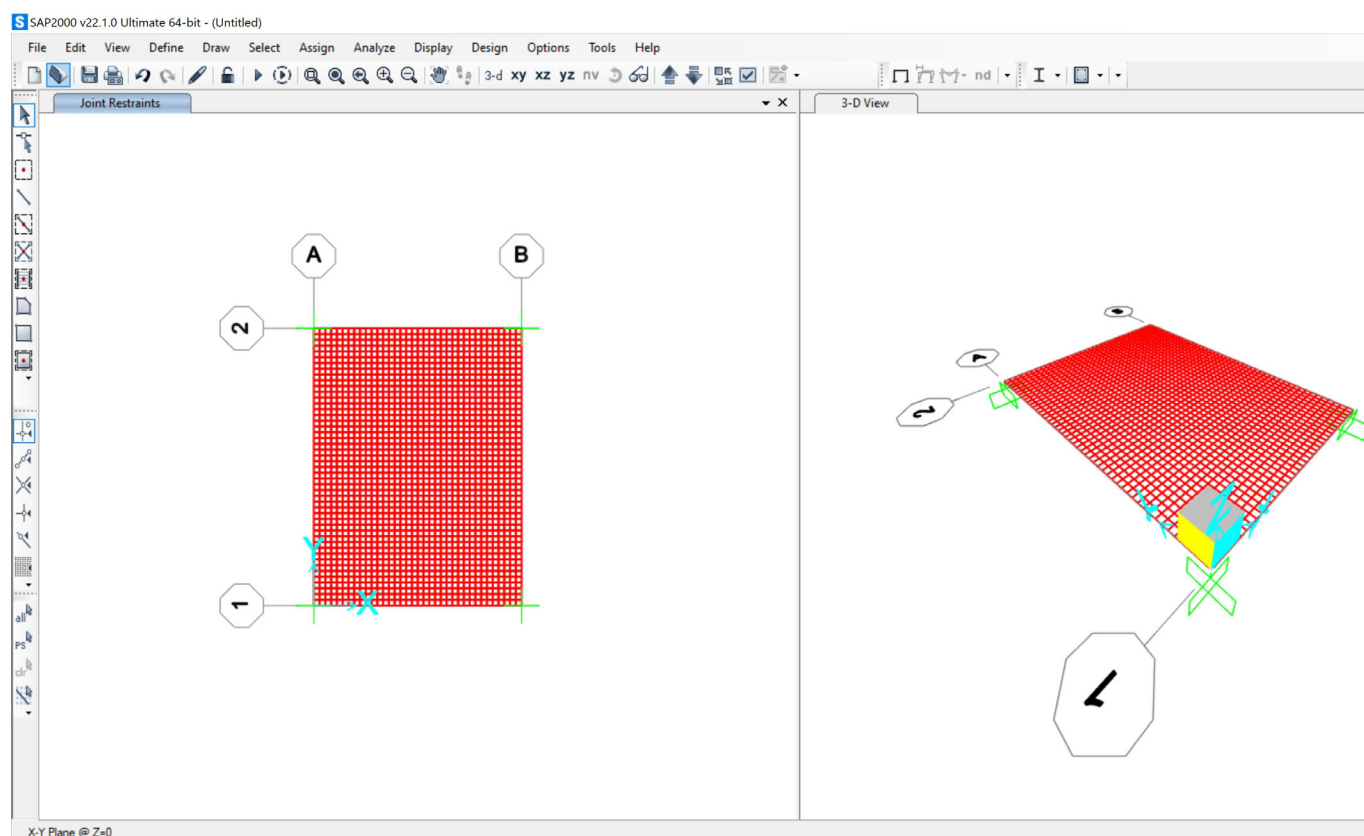 SAP2000 v22.1.0 Ultimate 64-bit - (Untitled)
File Edit View Define Draw Select Assign Analyze Display Design Options Tools Help
3-d xy xz yz nv nd
Joint Restraints
3-D View
A B
2
1
Y
X
2
1
all
PS
clr
X-Y Plane @ Z=0